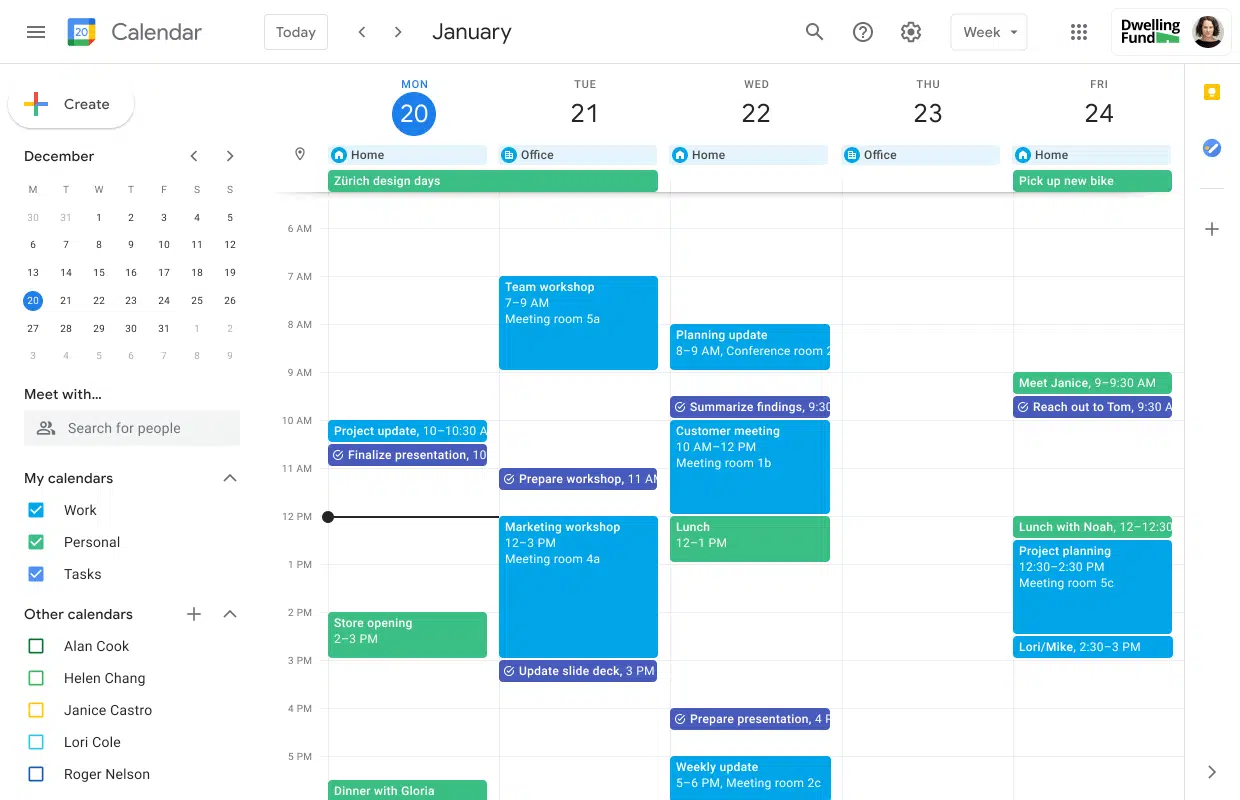 20
Calendar
Today
January
Week
Dwelling
Fund
Create
December
M T W T F S S
30 31 1 2 3 4 5
6 7 8 9 10 11 12
13 14 15 16 17 18 19
20 21 22 23 24 25 26
27 28 29 30 31 1 2
3 4 5 6 7 8 9
Meet with...
Search for people
My calendars
Work
Personal
Tasks
Other calendars
Alan Cook
Helen Chang
Janice Castro
Lori Cole
Roger Nelson
MON TUE WED THU FRI
20 21 22 23 24
Home Office Home Office Home
Zürich design days
Pick up new bike
6 AM
7 AM
8 AM
9 AM
10 AM
11 AM
12 PM
1 PM
2 PM
3 PM
4 PM
5 PM
Project update, 10–10:30 A
Finalize presentation, 10
Store opening
2–3 PM
Dinner with Gloria
Team workshop
7–9 AM
Meeting room 5a
Prepare workshop, 11 AM
Marketing workshop
12–3 PM
Meeting room 4a
Update slide deck, 3 PM
Planning update
8–9 AM, Conference room 2
Summarize findings, 9:30
Customer meeting
10 AM–12 PM
Meeting room 1b
Lunch
12–1 PM
Prepare presentation, 4 P
Weekly update
5–6 PM, Meeting room 2c
Meet Janice, 9–9:30 AM
Reach out to Tom, 9:30 A
Lunch with Noah, 12–12:30
Project planning
12:30–2:30 PM
Meeting room 5c
Lori/Mike, 2:30–3 PM